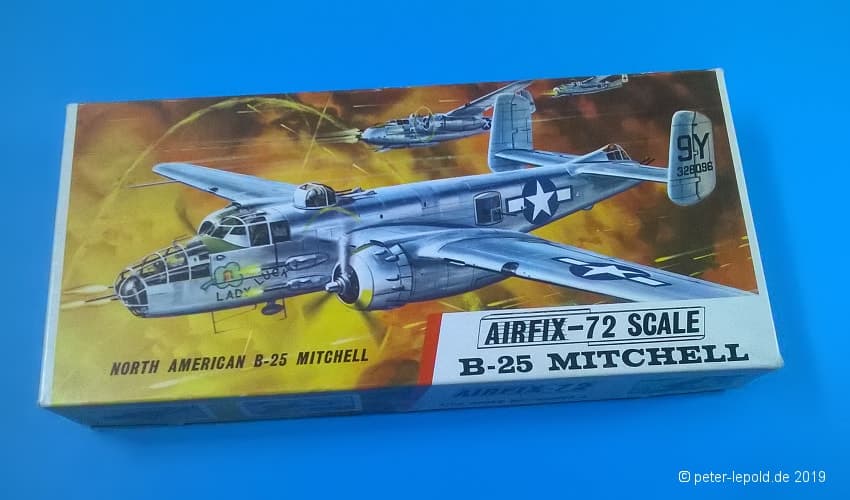 9Y
328096
LADY LUCK
NORTH AMERICAN B-25 MITCHELL
AIRFIX-72 SCALE
B-25 MITCHELL
AIRFIX-72
© peter-lepold.de 2019